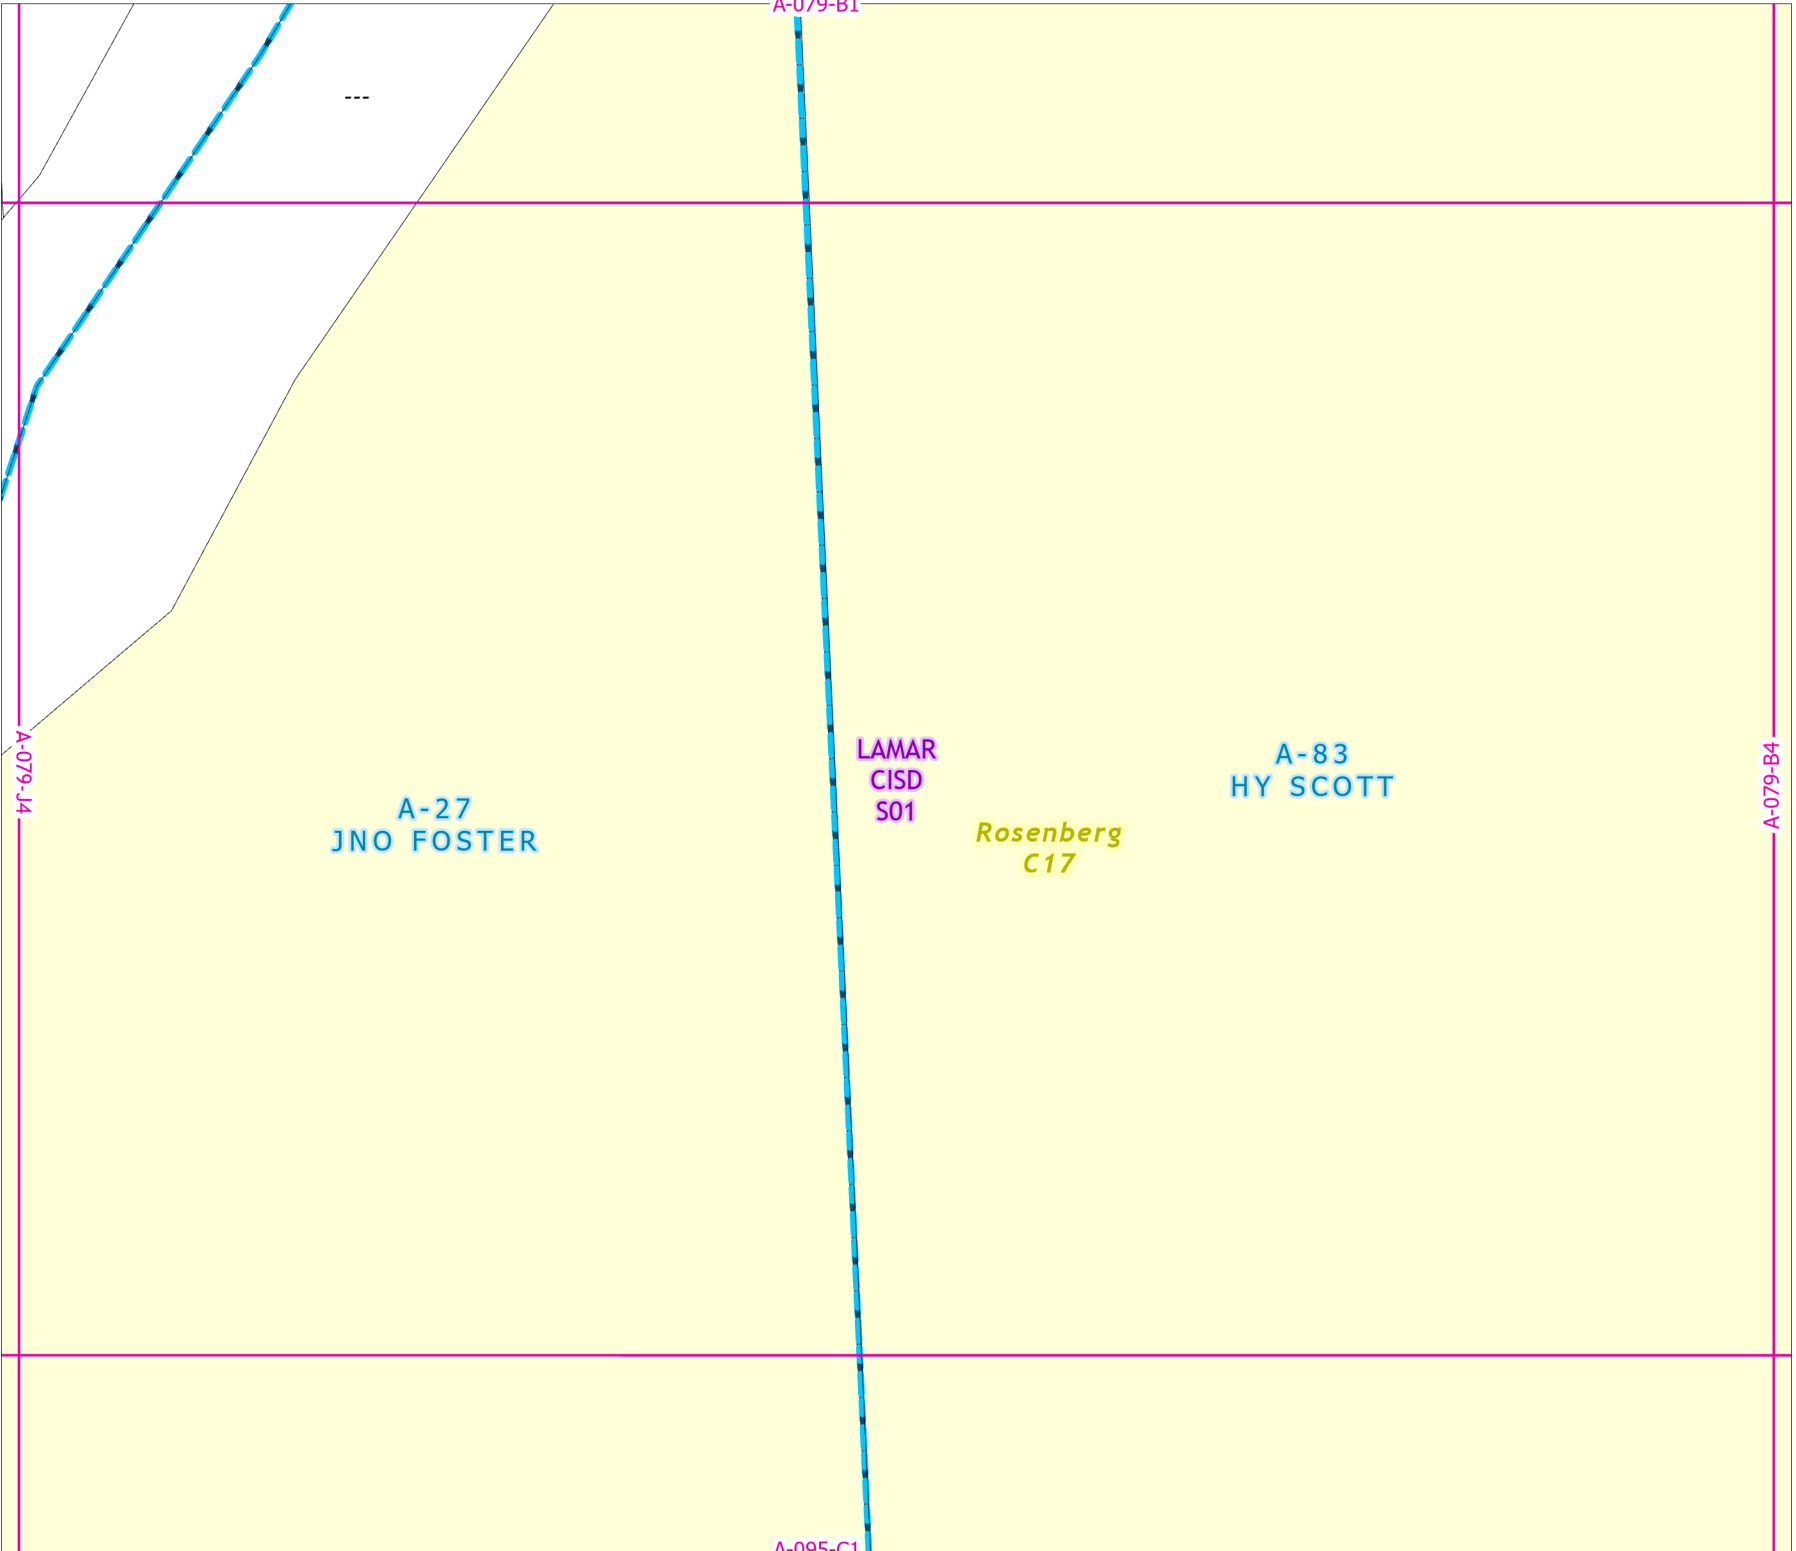 A-079-B1
---
A-079-J4
LAMAR
CISD
S01
A-83
HY SCOTT
A-079-B4
A-27
JNO FOSTER
Rosenberg
C17
A-095-C1